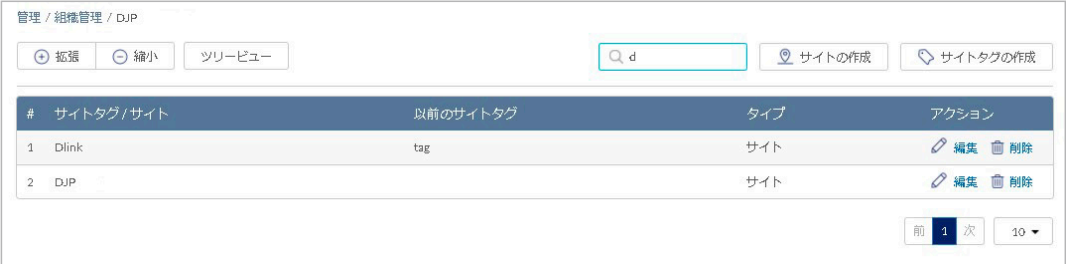 管理 / 組織管理 / DJP
拡張 縮小 ツリービュー d サイトの作成 サイトタグの作成
# サイトタグ/サイト 以前のサイトタグ タイプ アクション
1 Dlink tag サイト 編集 削除
2 DJP サイト 編集 削除
前 1 次 10